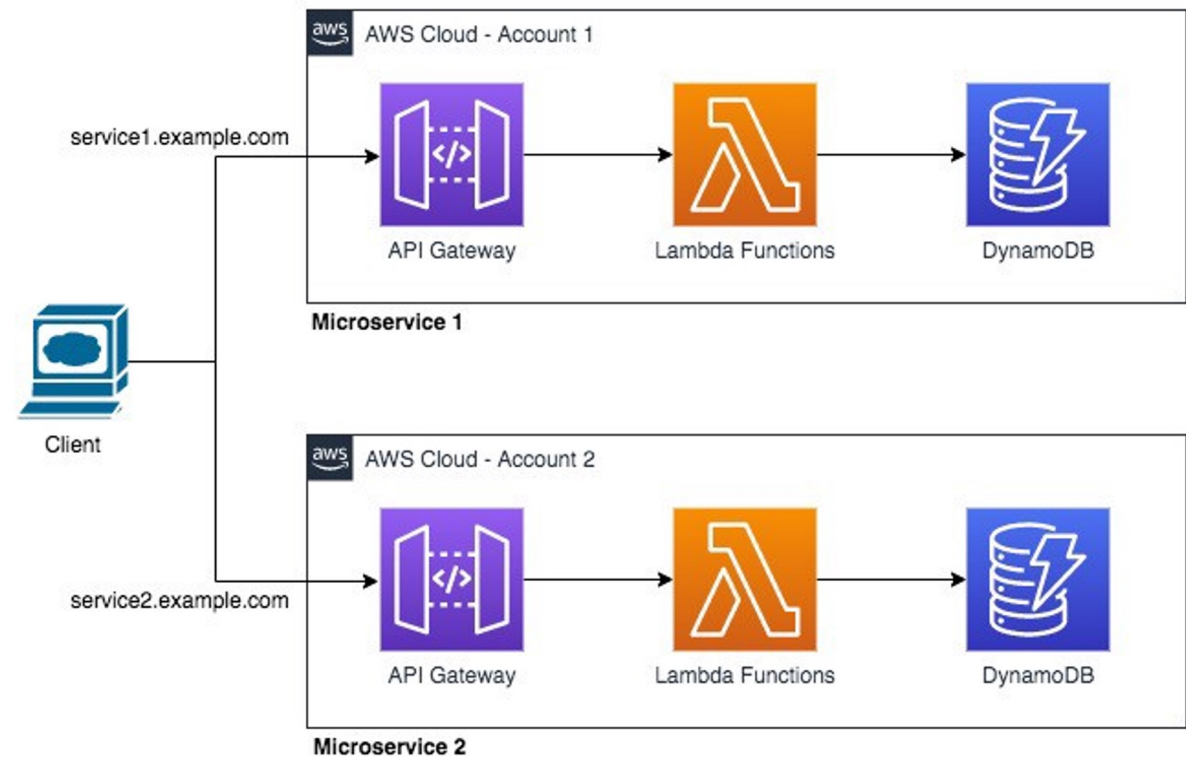 aws
AWS Cloud - Account 1
service1.example.com
</>
API Gateway
Lambda Functions
DynamoDB
Microservice 1
Client
aws
AWS Cloud - Account 2
service2.example.com
</>
API Gateway
Lambda Functions
DynamoDB
Microservice 2